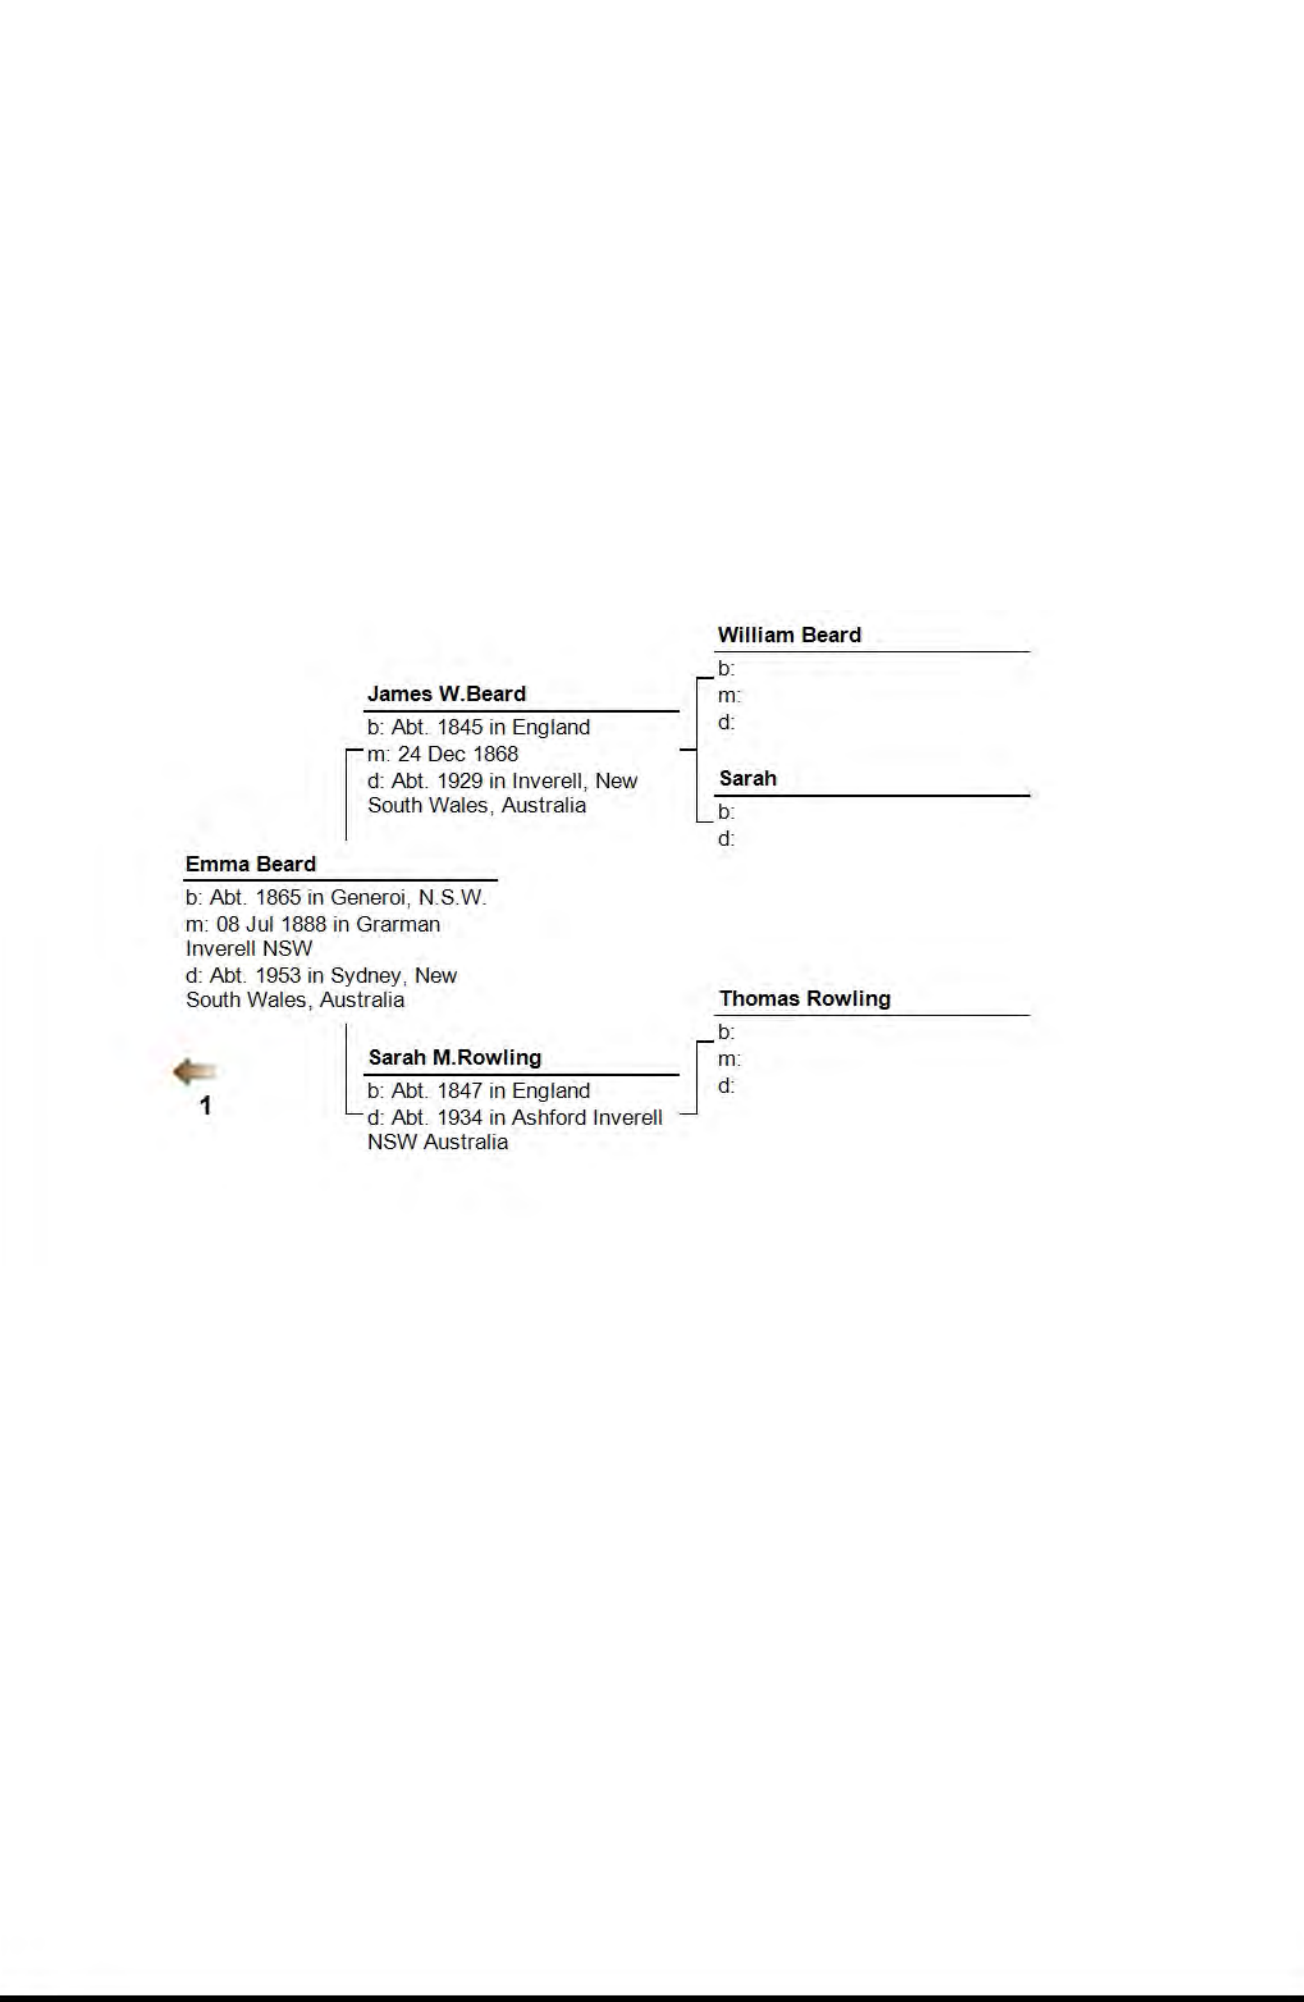 William Beard
b:
m:
d:
James W.Beard
b: Abt. 1845 in England
m: 24 Dec 1868
d: Abt. 1929 in Inverell, New
South Wales, Australia
Sarah
b:
d:
Emma Beard
b: Abt. 1865 in Generoi, N.S.W.
m: 08 Jul 1888 in Grarman
Inverell NSW
d: Abt. 1953 in Sydney, New
South Wales, Australia
Thomas Rowling
b:
m:
d:
Sarah M.Rowling
b: Abt. 1847 in England
d: Abt. 1934 in Ashford Inverell
NSW Australia
1